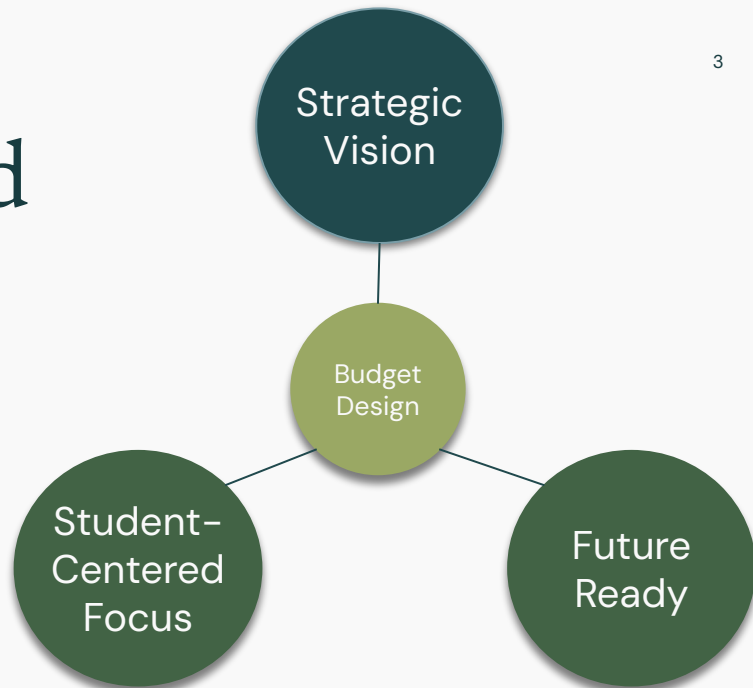 3
d
Strategic
Vision
Budget
Design
Student-
Centered
Focus
Future
Ready